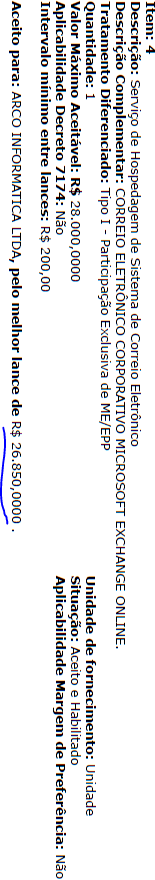 Item: 4
Descrição: Serviço de Hospedagem de Sistema de Correio Eletrônico
Descrição Complementar: CORREIO ELETRÔNICO CORPORATIVO MICROSOFT EXCHANGE ONLINE.
Tratamento Diferenciado: Tipo I - Participação Exclusiva de ME/EPP
Quantidade: 1 Unidade de fornecimento: Unidade
Valor Máximo Aceitável: R$ 28.000,0000 Situação: Aceito e Habilitado
Aplicabilidade Decreto 7174: Não Aplicabilidade Margem de Preferência: Não
Intervalo mínimo entre lances: R$ 200,00
Aceito para: ARCO INFORMATICA LTDA, pelo melhor lance de R$ 26.850,0000 .